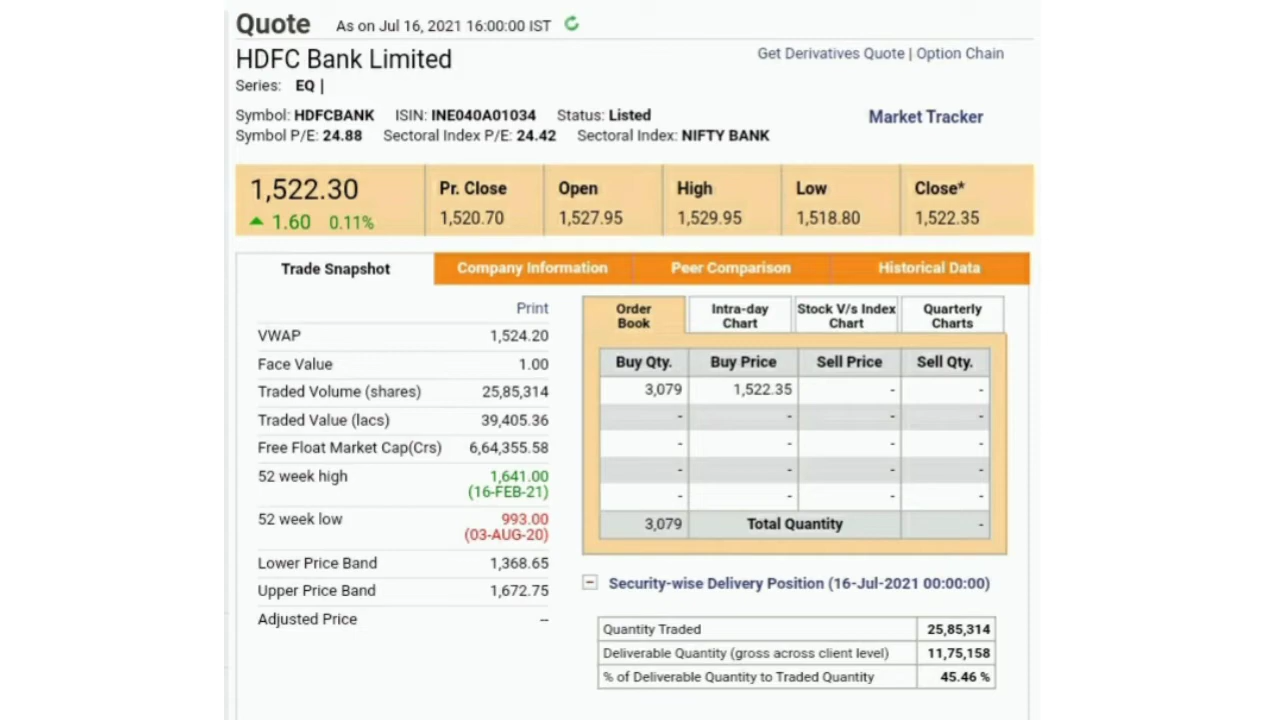 Quote As on Jul 16, 2021 16:00:00 IST
HDFC Bank Limited
Get Derivatives Quote | Option Chain
Series: EQ |
Symbol: HDFCBANK ISIN: INE040A01034 Status: Listed
Market Tracker
Symbol P/E: 24.88 Sectoral Index P/E: 24.42 Sectoral Index: NIFTY BANK
1,522.30
1.60 0.11%
Pr. Close Open High Low Close*
1,520.70 1,527.95 1,529.95 1,518.80 1,522.35
Trade Snapshot Company Information Peer Comparison Historical Data
Print
VWAP 1,524.20
Face Value 1.00
Traded Volume (shares) 25,85,314
Traded Value (lacs) 39,405.36
Free Float Market Cap(Crs) 6,64,355.58
52 week high 1,641.00
(16-FEB-21)
52 week low 993.00
(03-AUG-20)
Lower Price Band 1,368.65
Upper Price Band 1,672.75
Adjusted Price --
Order Book
Intra-day Chart
Stock V/s Index Chart
Quarterly Charts
Buy Qty. Buy Price Sell Price Sell Qty.
3,079 1,522.35 - -
- - - -
- - - -
- - - -
- - - -
3,079 Total Quantity -
Security-wise Delivery Position (16-Jul-2021 00:00:00)
Quantity Traded 25,85,314
Deliverable Quantity (gross across client level) 11,75,158
% of Deliverable Quantity to Traded Quantity 45.46 %